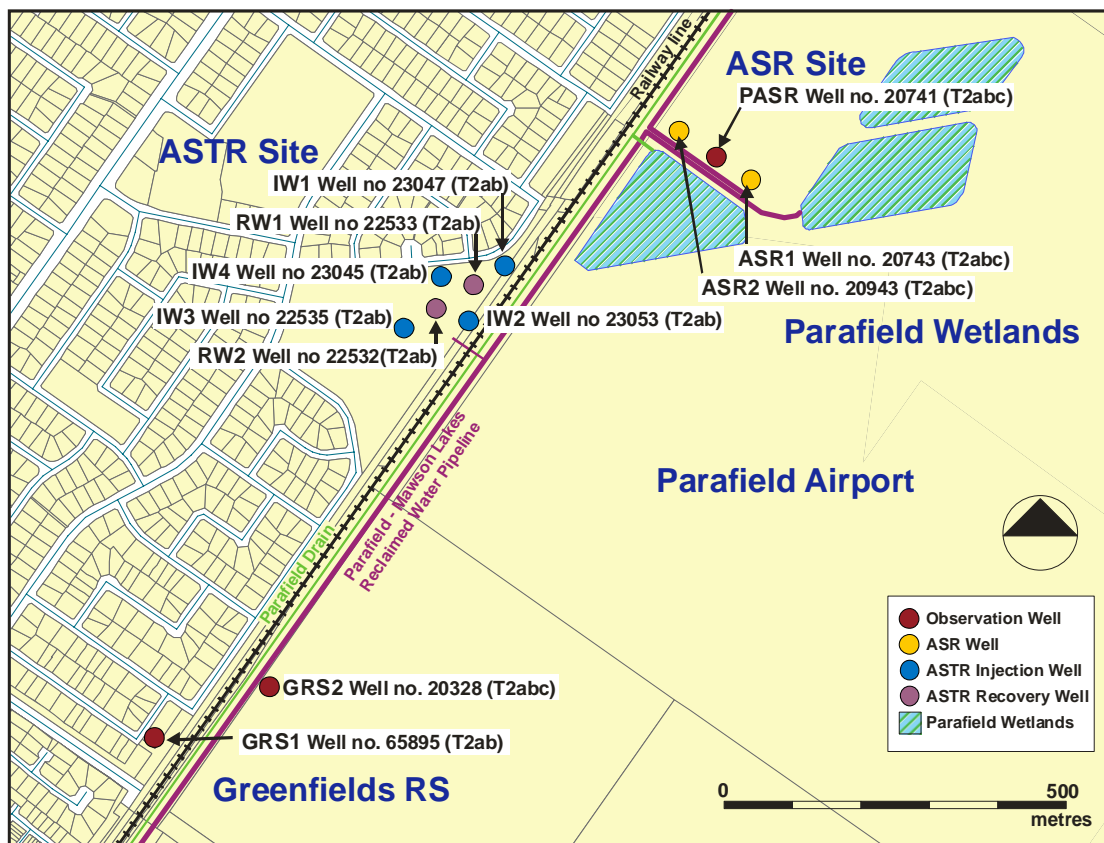 Railway line
ASR Site
PASR Well no. 20741 (T2abc)
ASTR Site
IW1 Well no 23047 (T2ab)
RW1 Well no 22533 (T2ab)
IW4 Well no 23045 (T2ab)
IW3 Well no 22535 (T2ab)
RW2 Well no 22532(T2ab)
IW2 Well no 23053 (T2ab)
ASR1 Well no. 20743 (T2abc)
ASR2 Well no. 20943 (T2abc)
Parafield Wetlands
Parafield Airport
Parafield Drain
Parafield - Mawson Lakes
Reclaimed Water Pipeline
GRS2 Well no. 20328 (T2abc)
GRS1 Well no. 65895 (T2ab)
Greenfields RS
Observation Well
ASR Well
ASTR Injection Well
ASTR Recovery Well
Parafield Wetlands
0
500
metres